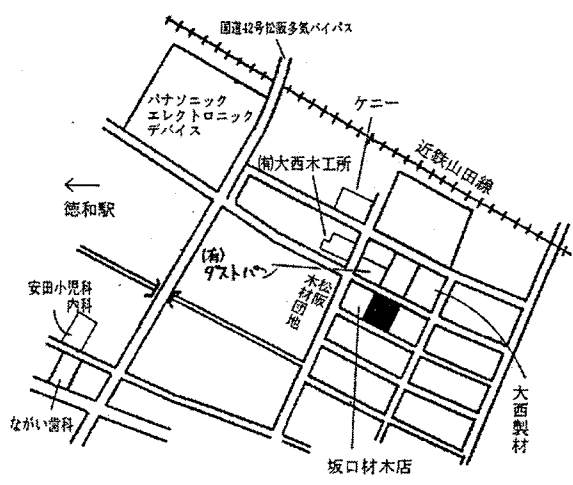 国道42号松阪多気バイパス
パナソニック
エレクトロニック
デバイス
ケニー
近鉄山田線
㈲大西木工所
←
徳和駅
(有)
ダストパン
松阪
木材団地
安田小児科
内科
ながい歯科
大西製材
坂口材木店